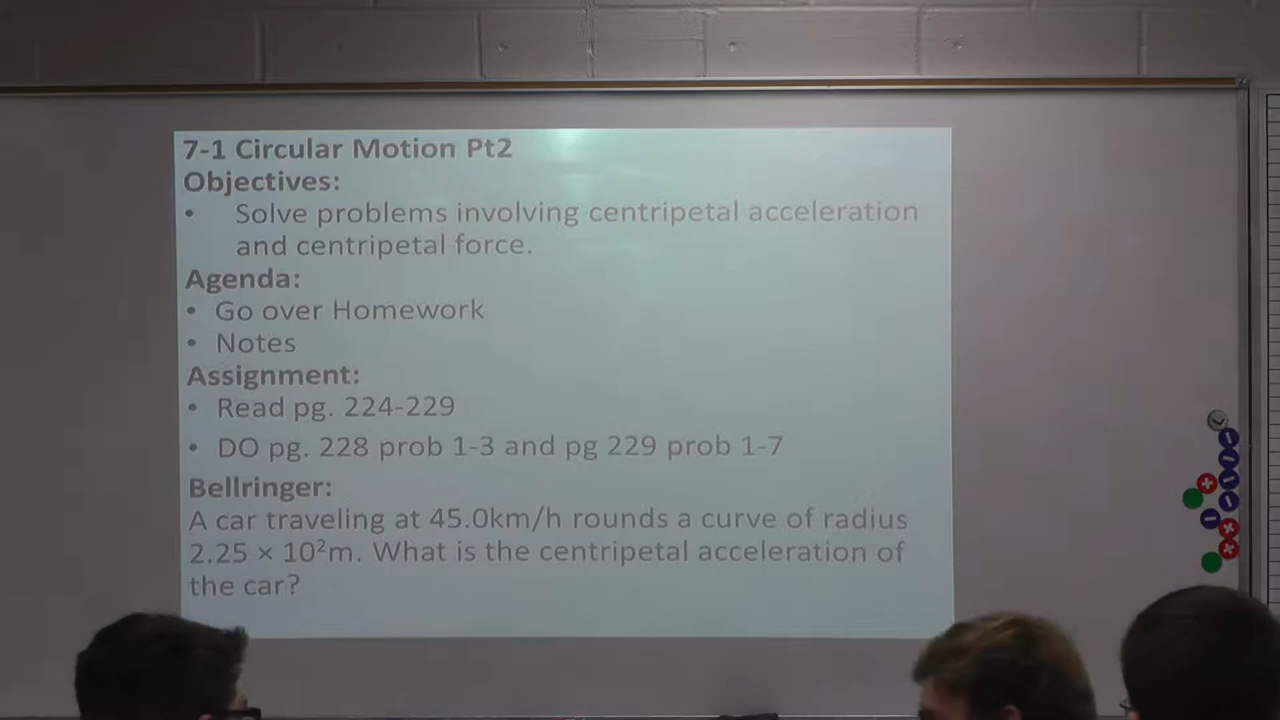 7-1 Circular Motion Pt2
Objectives:
• Solve problems involving centripetal acceleration
and centripetal force.
Agenda:
• Go over Homework
• Notes
Assignment:
• Read pg. 224-229
• DO pg. 228 prob 1-3 and pg 229 prob 1-7
Bellringer:
A car traveling at 45.0km/h rounds a curve of radius
2.25 × 10²m. What is the centripetal acceleration of
the car?